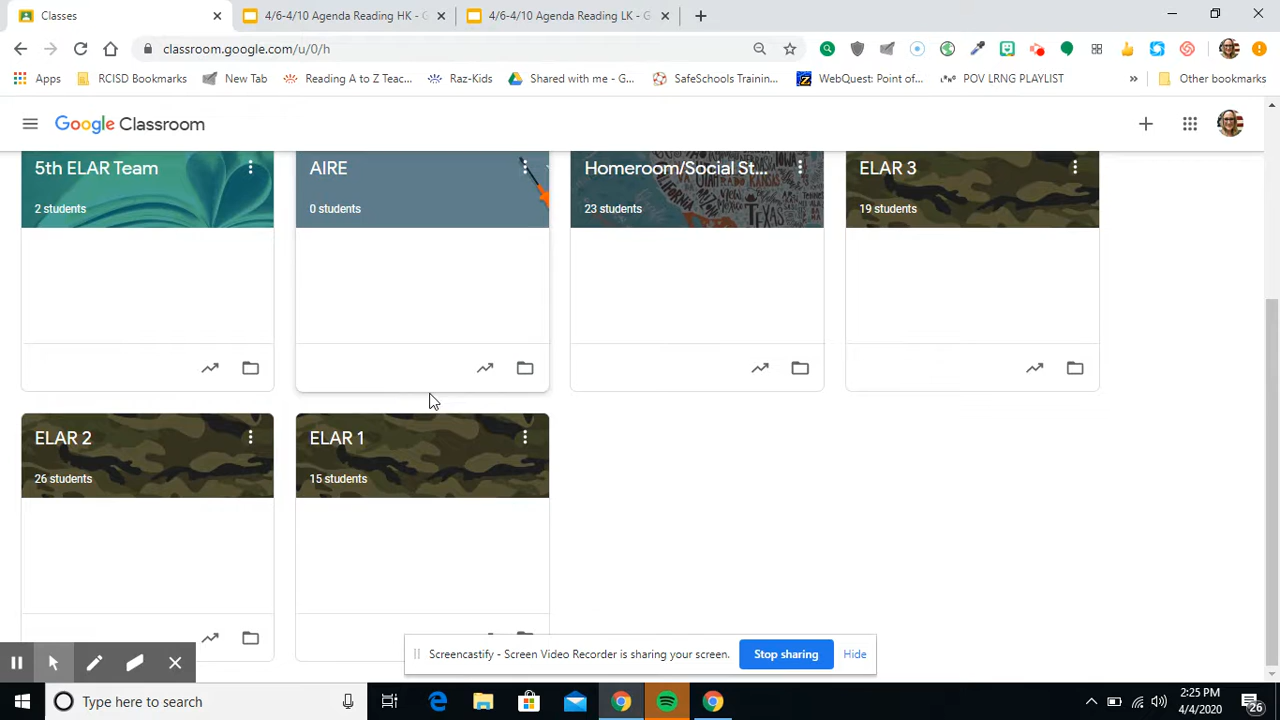 Classes
4/6-4/10 Agenda Reading HK - G
4/6-4/10 Agenda Reading LK - G
classroom.google.com/u/0/h
Apps
RCISD Bookmarks
New Tab
Reading A to Z Teac...
Raz-Kids
Shared with me - G...
SafeSchools Trainin...
WebQuest: Point of...
POV LRNG PLAYLIST
Other bookmarks
Google Classroom
5th ELAR Team
2 students
AIRE
0 students
Homeroom/Social St...
23 students
TEXAS
ELAR 3
19 students
ELAR 2
26 students
ELAR 1
15 students
Screencastify - Screen Video Recorder is sharing your screen.
Stop sharing
Hide
Type here to search
2:25 PM
4/4/2020
26